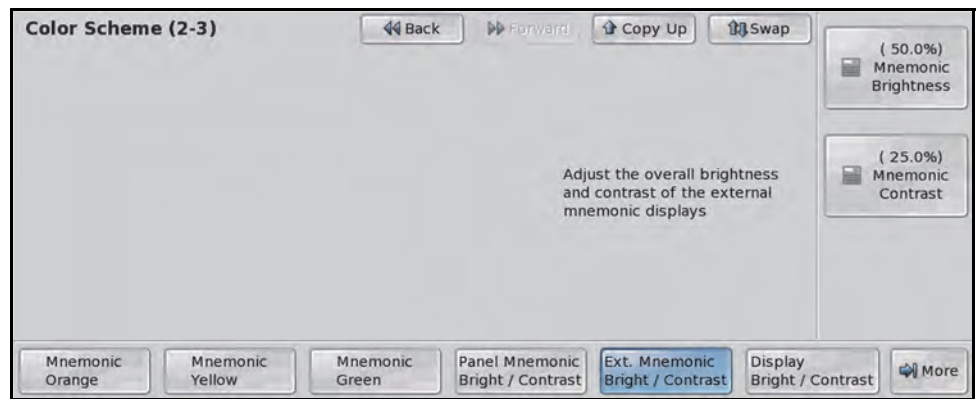 Color Scheme (2-3)
Back
Forward
Copy Up
Swap
( 50.0%)
Mnemonic
Brightness
( 25.0%)
Mnemonic
Contrast
Adjust the overall brightness
and contrast of the external
mnemonic displays
Mnemonic
Orange
Mnemonic
Yellow
Mnemonic
Green
Panel Mnemonic
Bright / Contrast
Ext. Mnemonic
Bright / Contrast
Display
Bright / Contrast
More